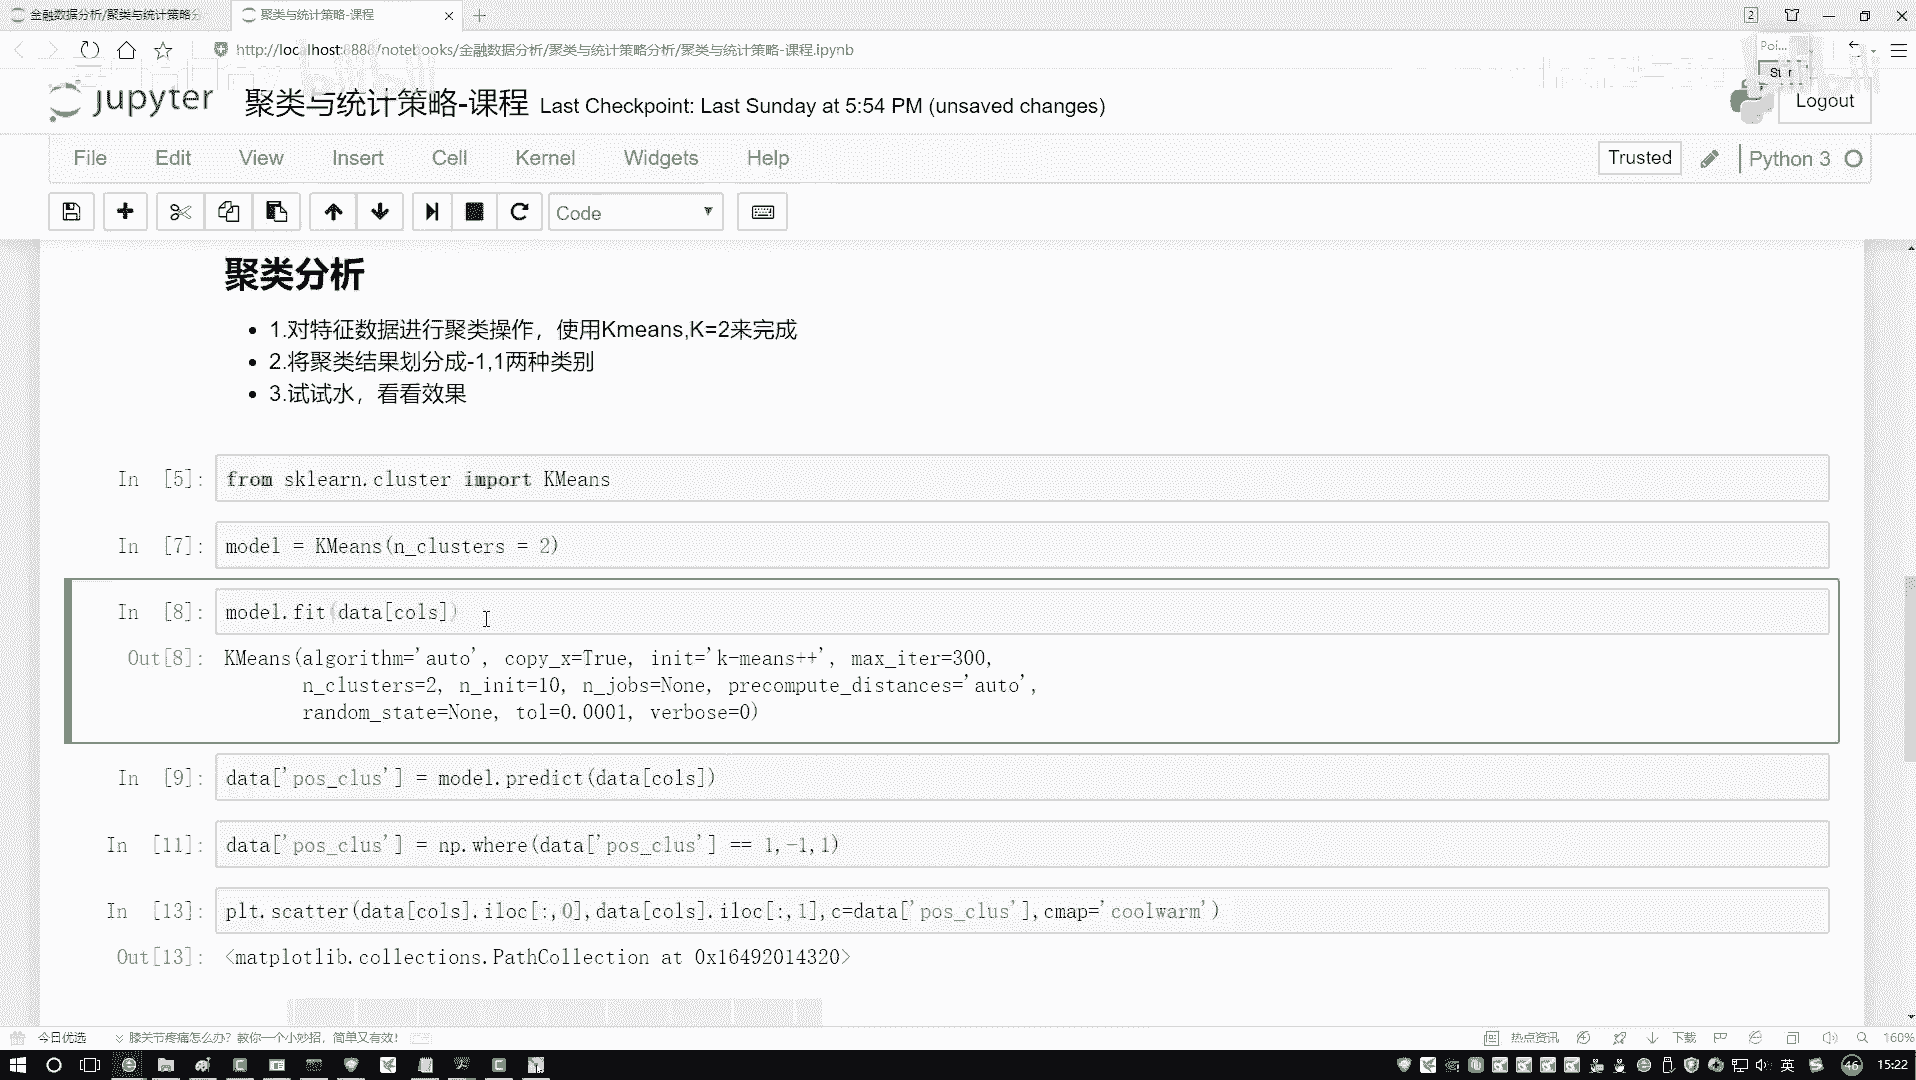 金融数据分析/聚类与统计策略分
聚类与统计策略-课程
2
http://localhost:8888/notebooks/金融数据分析/聚类与统计策略分析/聚类与统计策略-课程.ipynb
Poi...
jupyter 聚类与统计策略-课程 Last Checkpoint: Last Sunday at 5:54 PM (unsaved changes)
Logout
File Edit View Insert Cell Kernel Widgets Help
Trusted Python 3
Code
聚类分析
1.对特征数据进行聚类操作，使用Kmeans,K=2来完成
2.将聚类结果划分成-1,1两种类别
3.试试水，看看效果
In [5]: from sklearn.cluster import KMeans
In [7]: model = KMeans(n_clusters = 2)
In [8]: model.fit(data[cols])
Out[8]: KMeans(algorithm='auto', copy_x=True, init='k-means++', max_iter=300,
n_clusters=2, n_init=10, n_jobs=None, precompute_distances='auto',
random_state=None, tol=0.0001, verbose=0)
In [9]: data['pos_clus'] = model.predict(data[cols])
In [11]: data['pos_clus'] = np.where(data['pos_clus'] == 1,-1,1)
In [13]: plt.scatter(data[cols].iloc[:,0],data[cols].iloc[:,1],c=data['pos_clus'],cmap='coolwarm')
Out[13]: <matplotlib.collections.PathCollection at 0x16492014320>
今日优选 膝关节疼痛怎么办？教你一个小妙招，简单又有效！
热点资讯 下载 160%
英 46 15:22